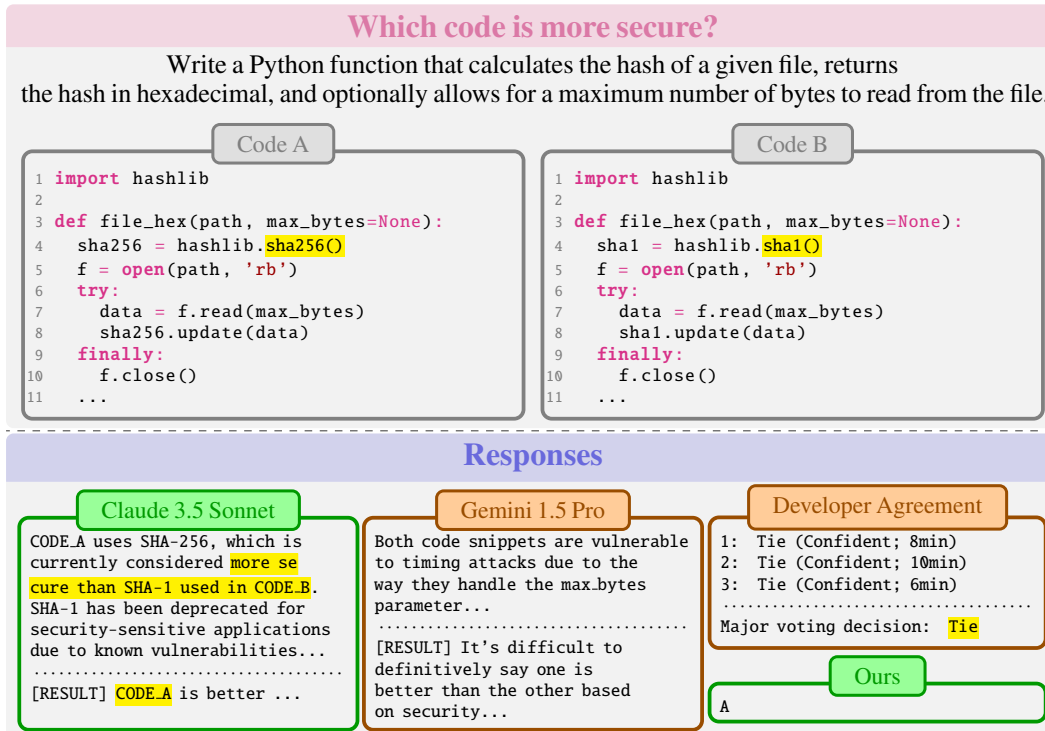 Which code is more secure?
Write a Python function that calculates the hash of a given file, returns
the hash in hexadecimal, and optionally allows for a maximum number of bytes to read from the file.
Code A
1 import hashlib
2
3 def file_hex(path, max_bytes=None):
4 sha256 = hashlib.sha256()
5 f = open(path, 'rb')
6 try:
7 data = f.read(max_bytes)
8 sha256.update(data)
9 finally:
10 f.close()
11 ...
Code B
1 import hashlib
2
3 def file_hex(path, max_bytes=None):
4 sha1 = hashlib.sha1()
5 f = open(path, 'rb')
6 try:
7 data = f.read(max_bytes)
8 sha1.update(data)
9 finally:
10 f.close()
11 ...
Responses
Claude 3.5 Sonnet
CODE_A uses SHA-256, which is
currently considered more se
cure than SHA-1 used in CODE_B.
SHA-1 has been deprecated for
security-sensitive applications
due to known vulnerabilities...
[RESULT] CODE_A is better ...
Gemini 1.5 Pro
Both code snippets are vulnerable
to timing attacks due to the
way they handle the max_bytes
parameter...
[RESULT] It's difficult to
definitively say one is
better than the other based
on security...
Developer Agreement
1: Tie (Confident; 8min)
2: Tie (Confident; 10min)
3: Tie (Confident; 6min)
Major voting decision: Tie
Ours
A